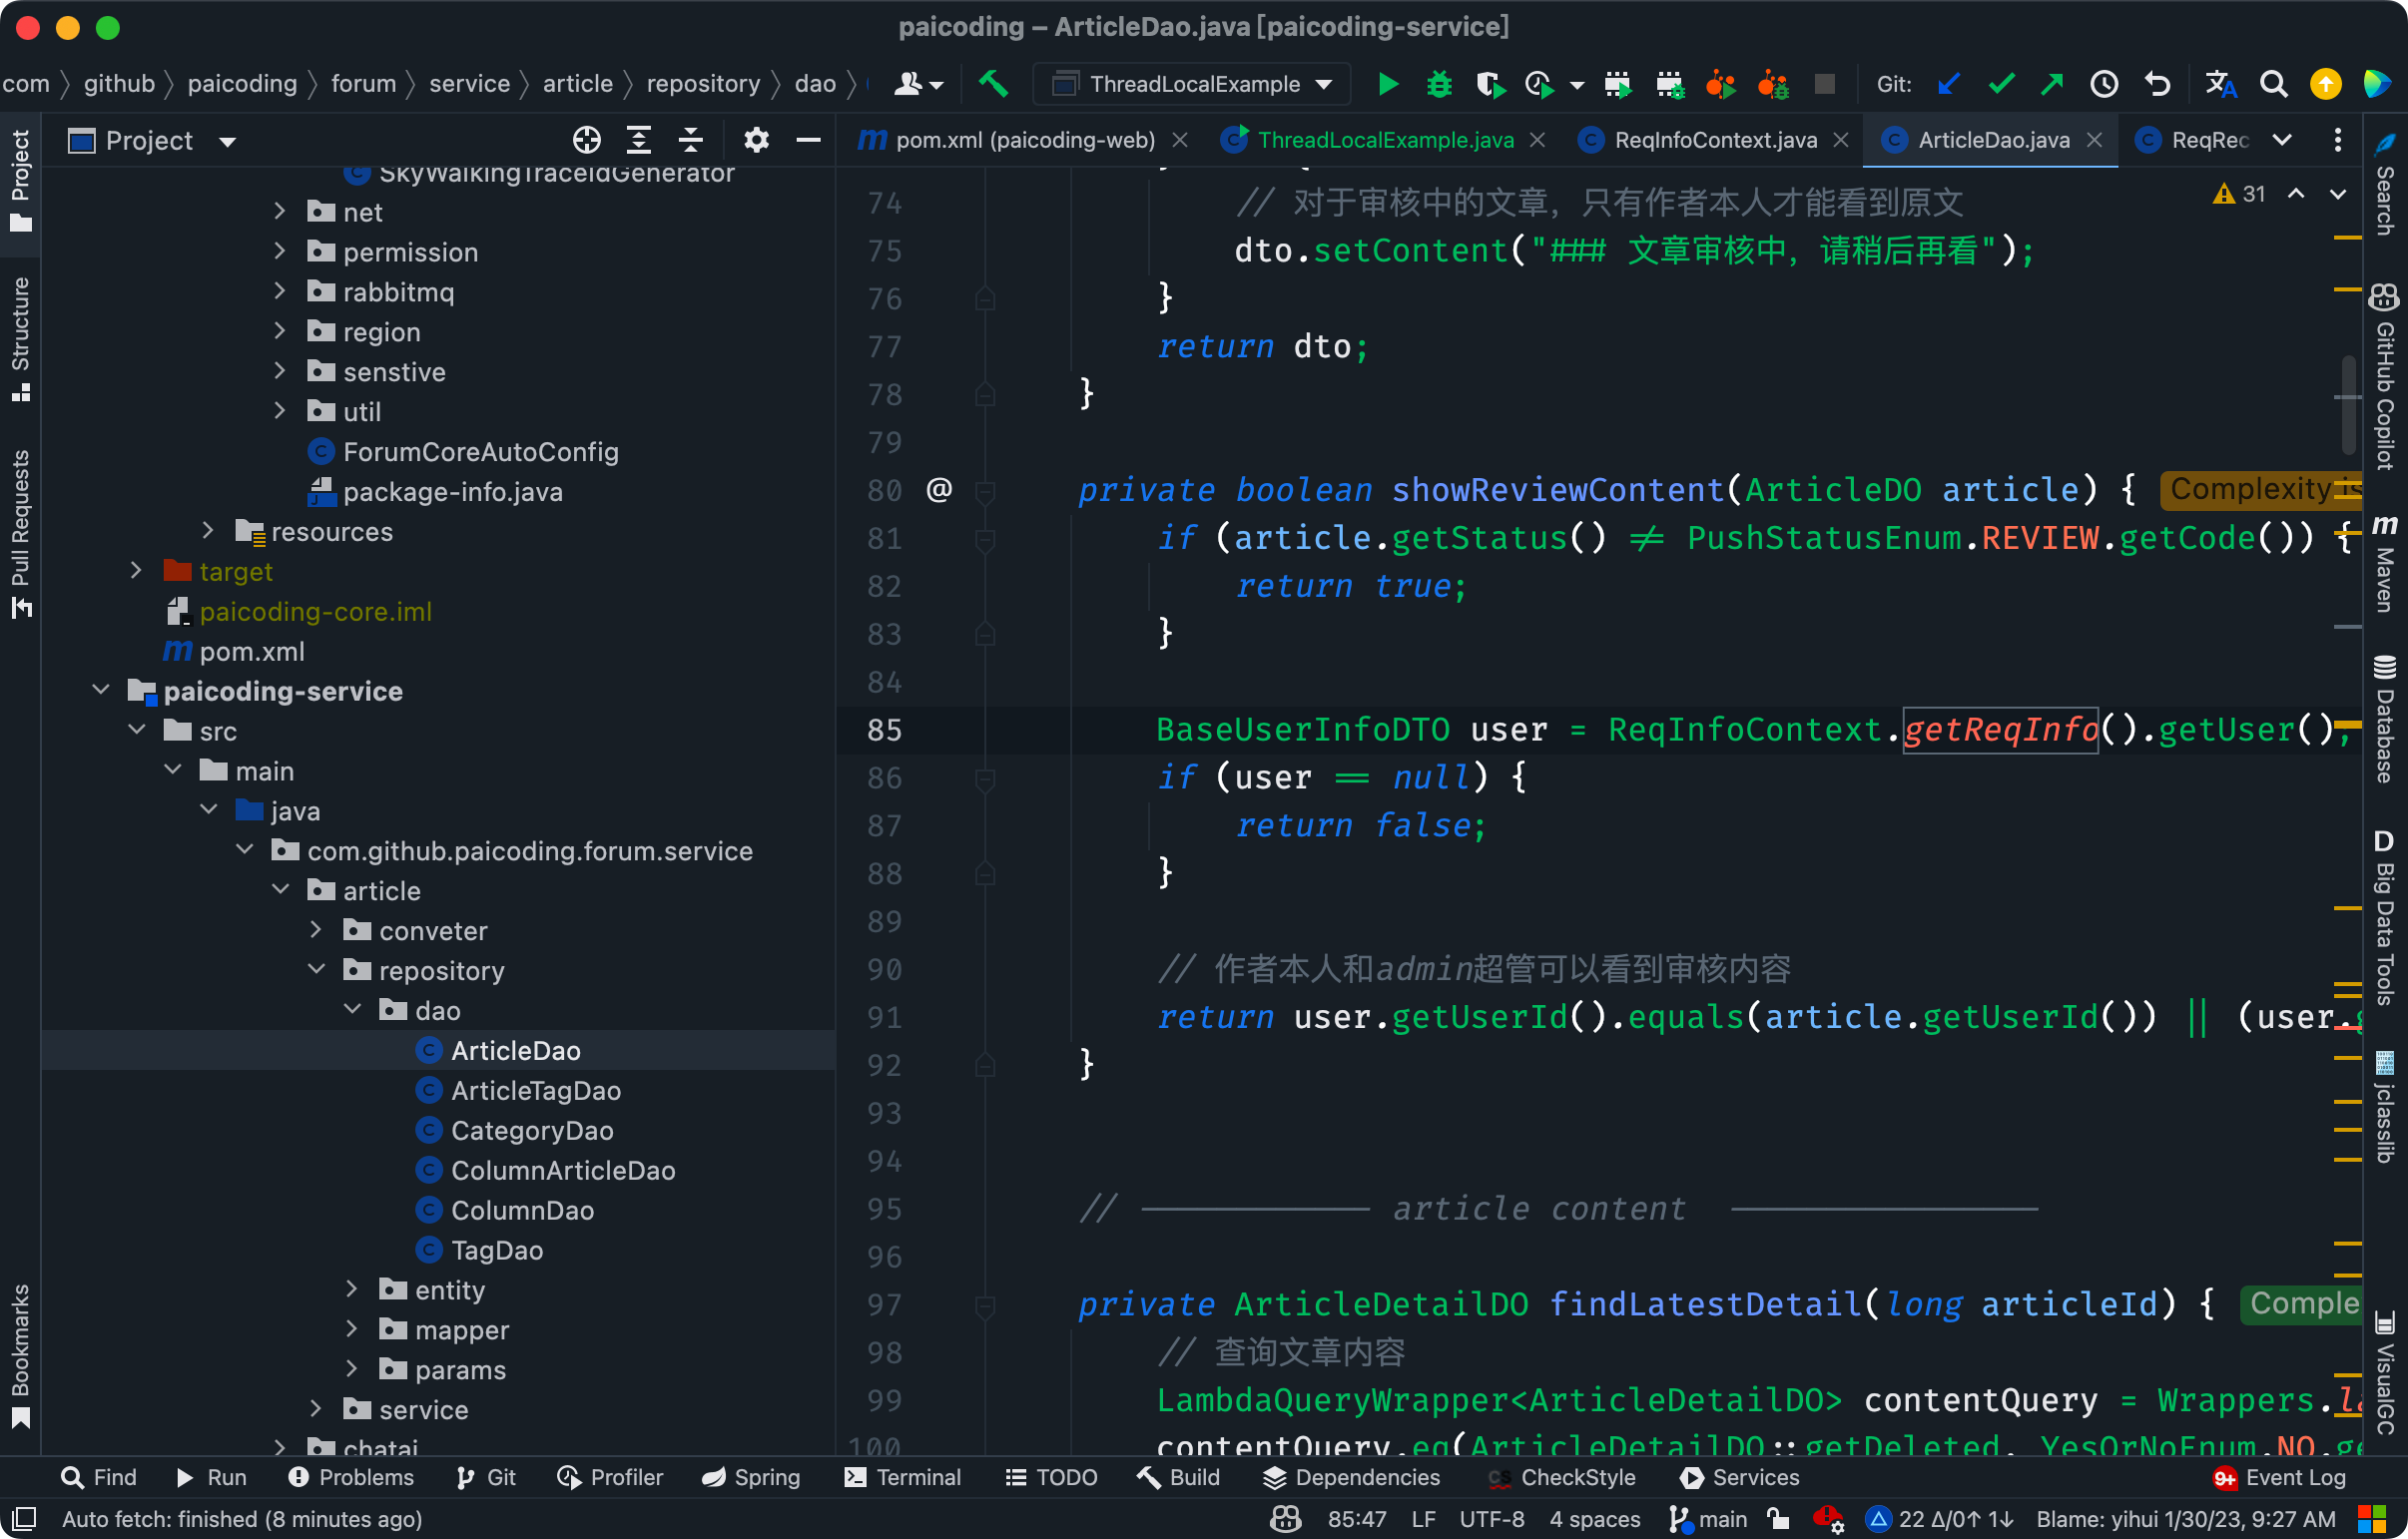 paicoding – ArticleDao.java [paicoding-service]
com github paicoding forum service article repository dao ThreadLocalExample Git:
Project
pom.xml (paicoding-web) ThreadLocalExample.java ReqInfoContext.java ArticleDao.java ReqRec
Project
Structure
Pull Requests
Bookmarks
SkyWalkingTraceIdGenerator
net
permission
rabbitmq
region
senstive
util
ForumCoreAutoConfig
package-info.java
resources
target
paicoding-core.iml
pom.xml
paicoding-service
src
main
java
com.github.paicoding.forum.service
article
conveter
repository
dao
ArticleDao
ArticleTagDao
CategoryDao
ColumnArticleDao
ColumnDao
TagDao
entity
mapper
params
service
chatai
31
74 // 对于审核中的文章，只有作者本人才能看到原文
75 dto.setContent("### 文章审核中，请稍后再看");
76 }
77 return dto;
78 }
79
80 @ private boolean showReviewContent(ArticleDO article) { Complexity is
81 if (article.getStatus() != PushStatusEnum.REVIEW.getCode()) {
82 return true;
83 }
84
85 BaseUserInfoDTO user = ReqInfoContext.getReqInfo().getUser();
86 if (user == null) {
87 return false;
88 }
89
90 // 作者本人和admin超管可以看到审核内容
91 return user.getUserId().equals(article.getUserId()) || (user.g
92 }
93
94
95 // ------------ article content ----------------
96
97 private ArticleDetailDO findLatestDetail(long articleId) { Comple
98 // 查询文章内容
99 LambdaQueryWrapper<ArticleDetailDO> contentQuery = Wrappers.la
100 contentQuery.eq(ArticleDetailDO::getDeleted, YesOrNoEnum.NO.ge
Search
GitHub Copilot
Maven
Database
Big Data Tools
jclasslib
VisualGC
Find Run Problems Git Profiler Spring Terminal TODO Build Dependencies CheckStyle Services 9+ Event Log
Auto fetch: finished (8 minutes ago) 85:47 LF UTF-8 4 spaces main 22 Δ/0↑ 1↓ Blame: yihui 1/30/23, 9:27 AM